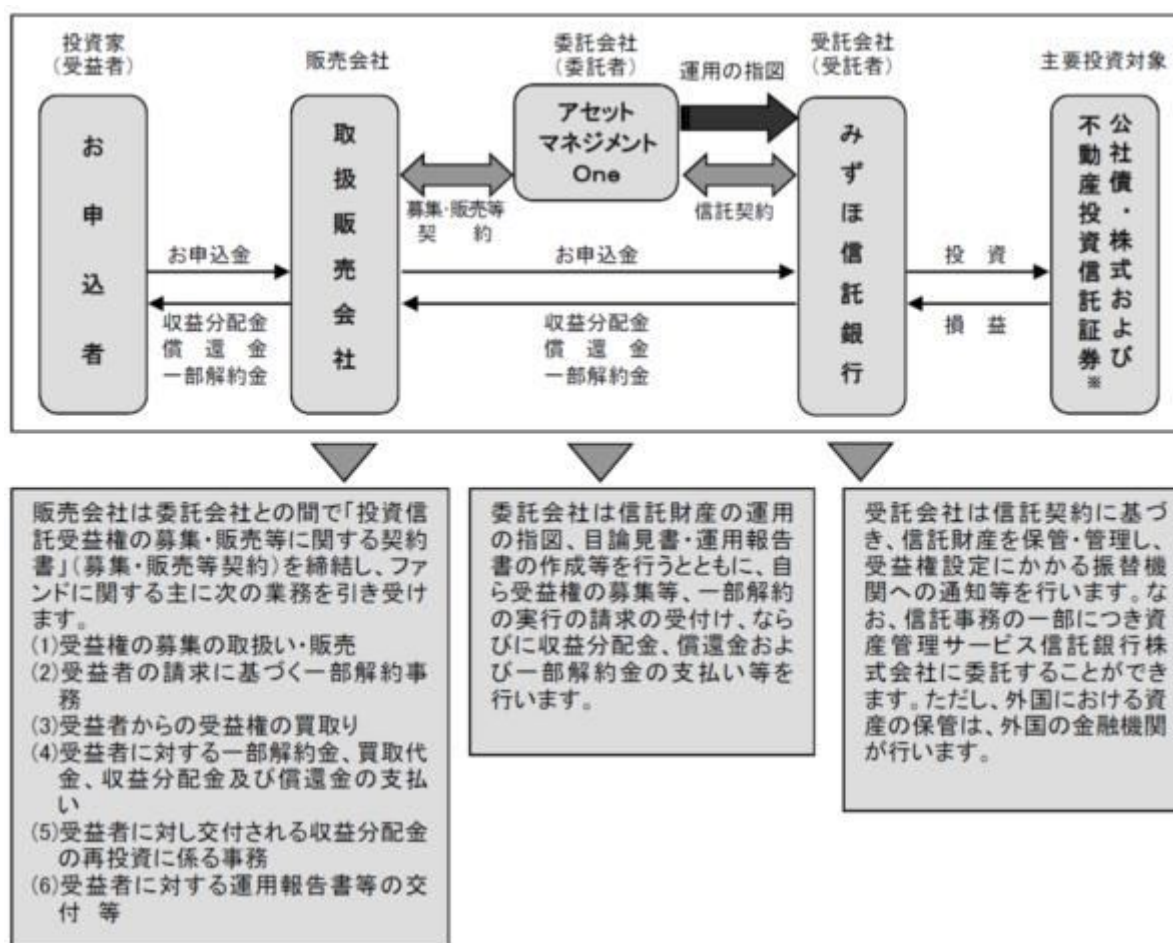 投資家
(受益者)
販売会社
委託会社
(委託者)
運用の指図
受託会社
(受託者)
主要投資対象
お申込者
取扱販売会社
アセット
マネジメント
One
みずほ信託銀行
公社債・株式および
不動産投資信託証券※
募集・販売等
契 約
信託契約
お申込金
収益分配金
償 還 金
一部解約金
お申込金
収益分配金
償 還 金
一部解約金
投 資
損 益
販売会社は委託会社との間で「投資信
託受益権の募集・販売等に関する契約
書」(募集・販売等契約)を締結し、ファ
ンドに関する主に次の業務を引き受け
ます。
(1)受益権の募集の取扱い・販売
(2)受益者の請求に基づく一部解約事
務
(3)受益者からの受益権の買取り
(4)受益者に対する一部解約金、買取代
金、収益分配金及び償還金の支払
い
(5)受益者に対し交付される収益分配金
の再投資に係る事務
(6)受益者に対する運用報告書等の交
付 等
委託会社は信託財産の運用
の指図、目論見書・運用報告
書の作成等を行うとともに、自
ら受益権の募集等、一部解約
の実行の請求の受付け、なら
びに収益分配金、償還金およ
び一部解約金の支払い等を
行います。
受託会社は信託契約に基づ
き、信託財産を保管・管理し、
受益権設定にかかる振替機
関への通知等を行います。な
お、信託事務の一部につき資
産管理サービス信託銀行株
式会社に委託することができ
ます。ただし、外国における資
産の保管は、外国の金融機関
が行います。